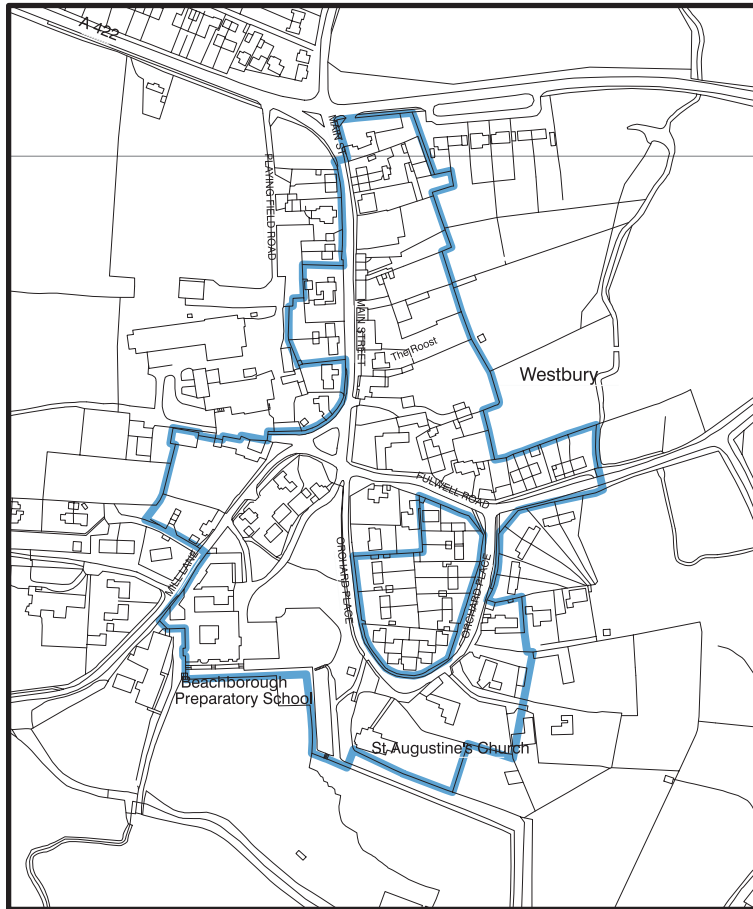 A 422
MAIN ST
PLAYING FIELD ROAD
MAIN STREET
The Roost
Westbury
FULWELL ROAD
MILL LANE
ORCHARD PLACE
ORCHARD PLACE
Beachborough
Preparatory School
St Augustine's Church